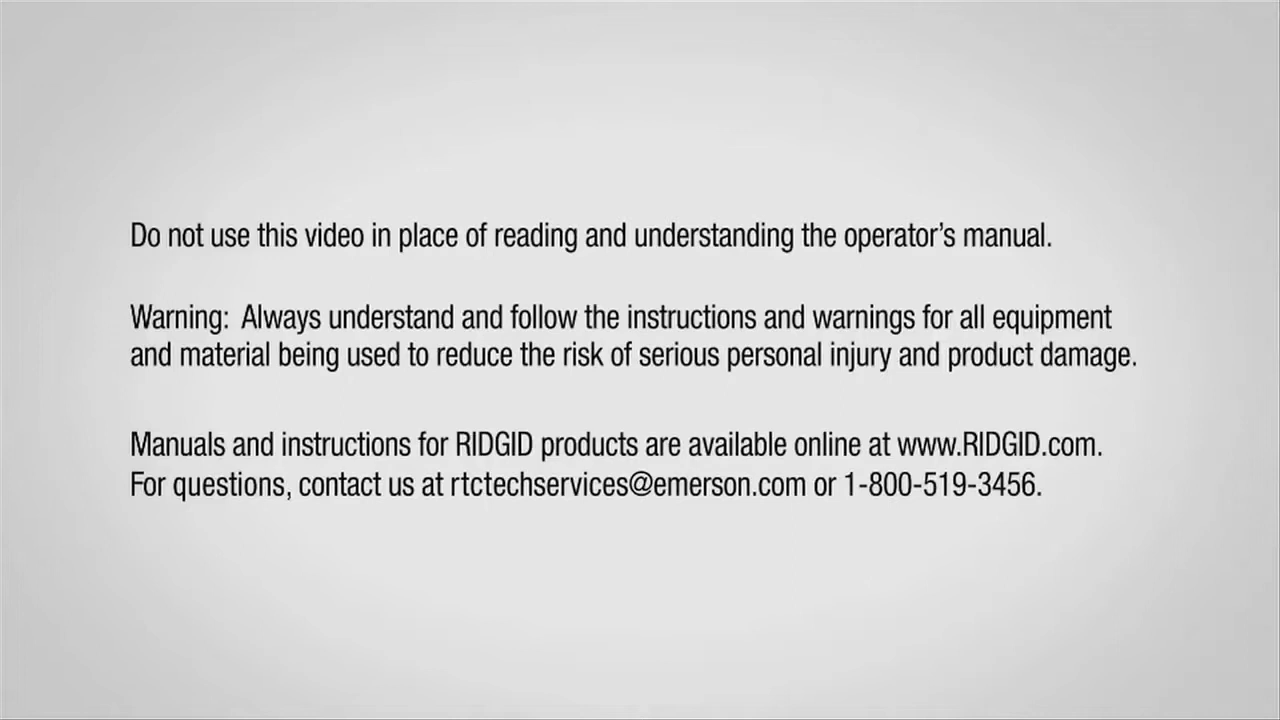 Do not use this video in place of reading and understanding the operator’s manual.
Warning:  Always understand and follow the instructions and warnings for all equipment
and material being used to reduce the risk of serious personal injury and product damage.
Manuals and instructions for RIDGID products are available online at www.RIDGID.com.
For questions, contact us at rtctechservices@emerson.com or 1-800-519-3456.